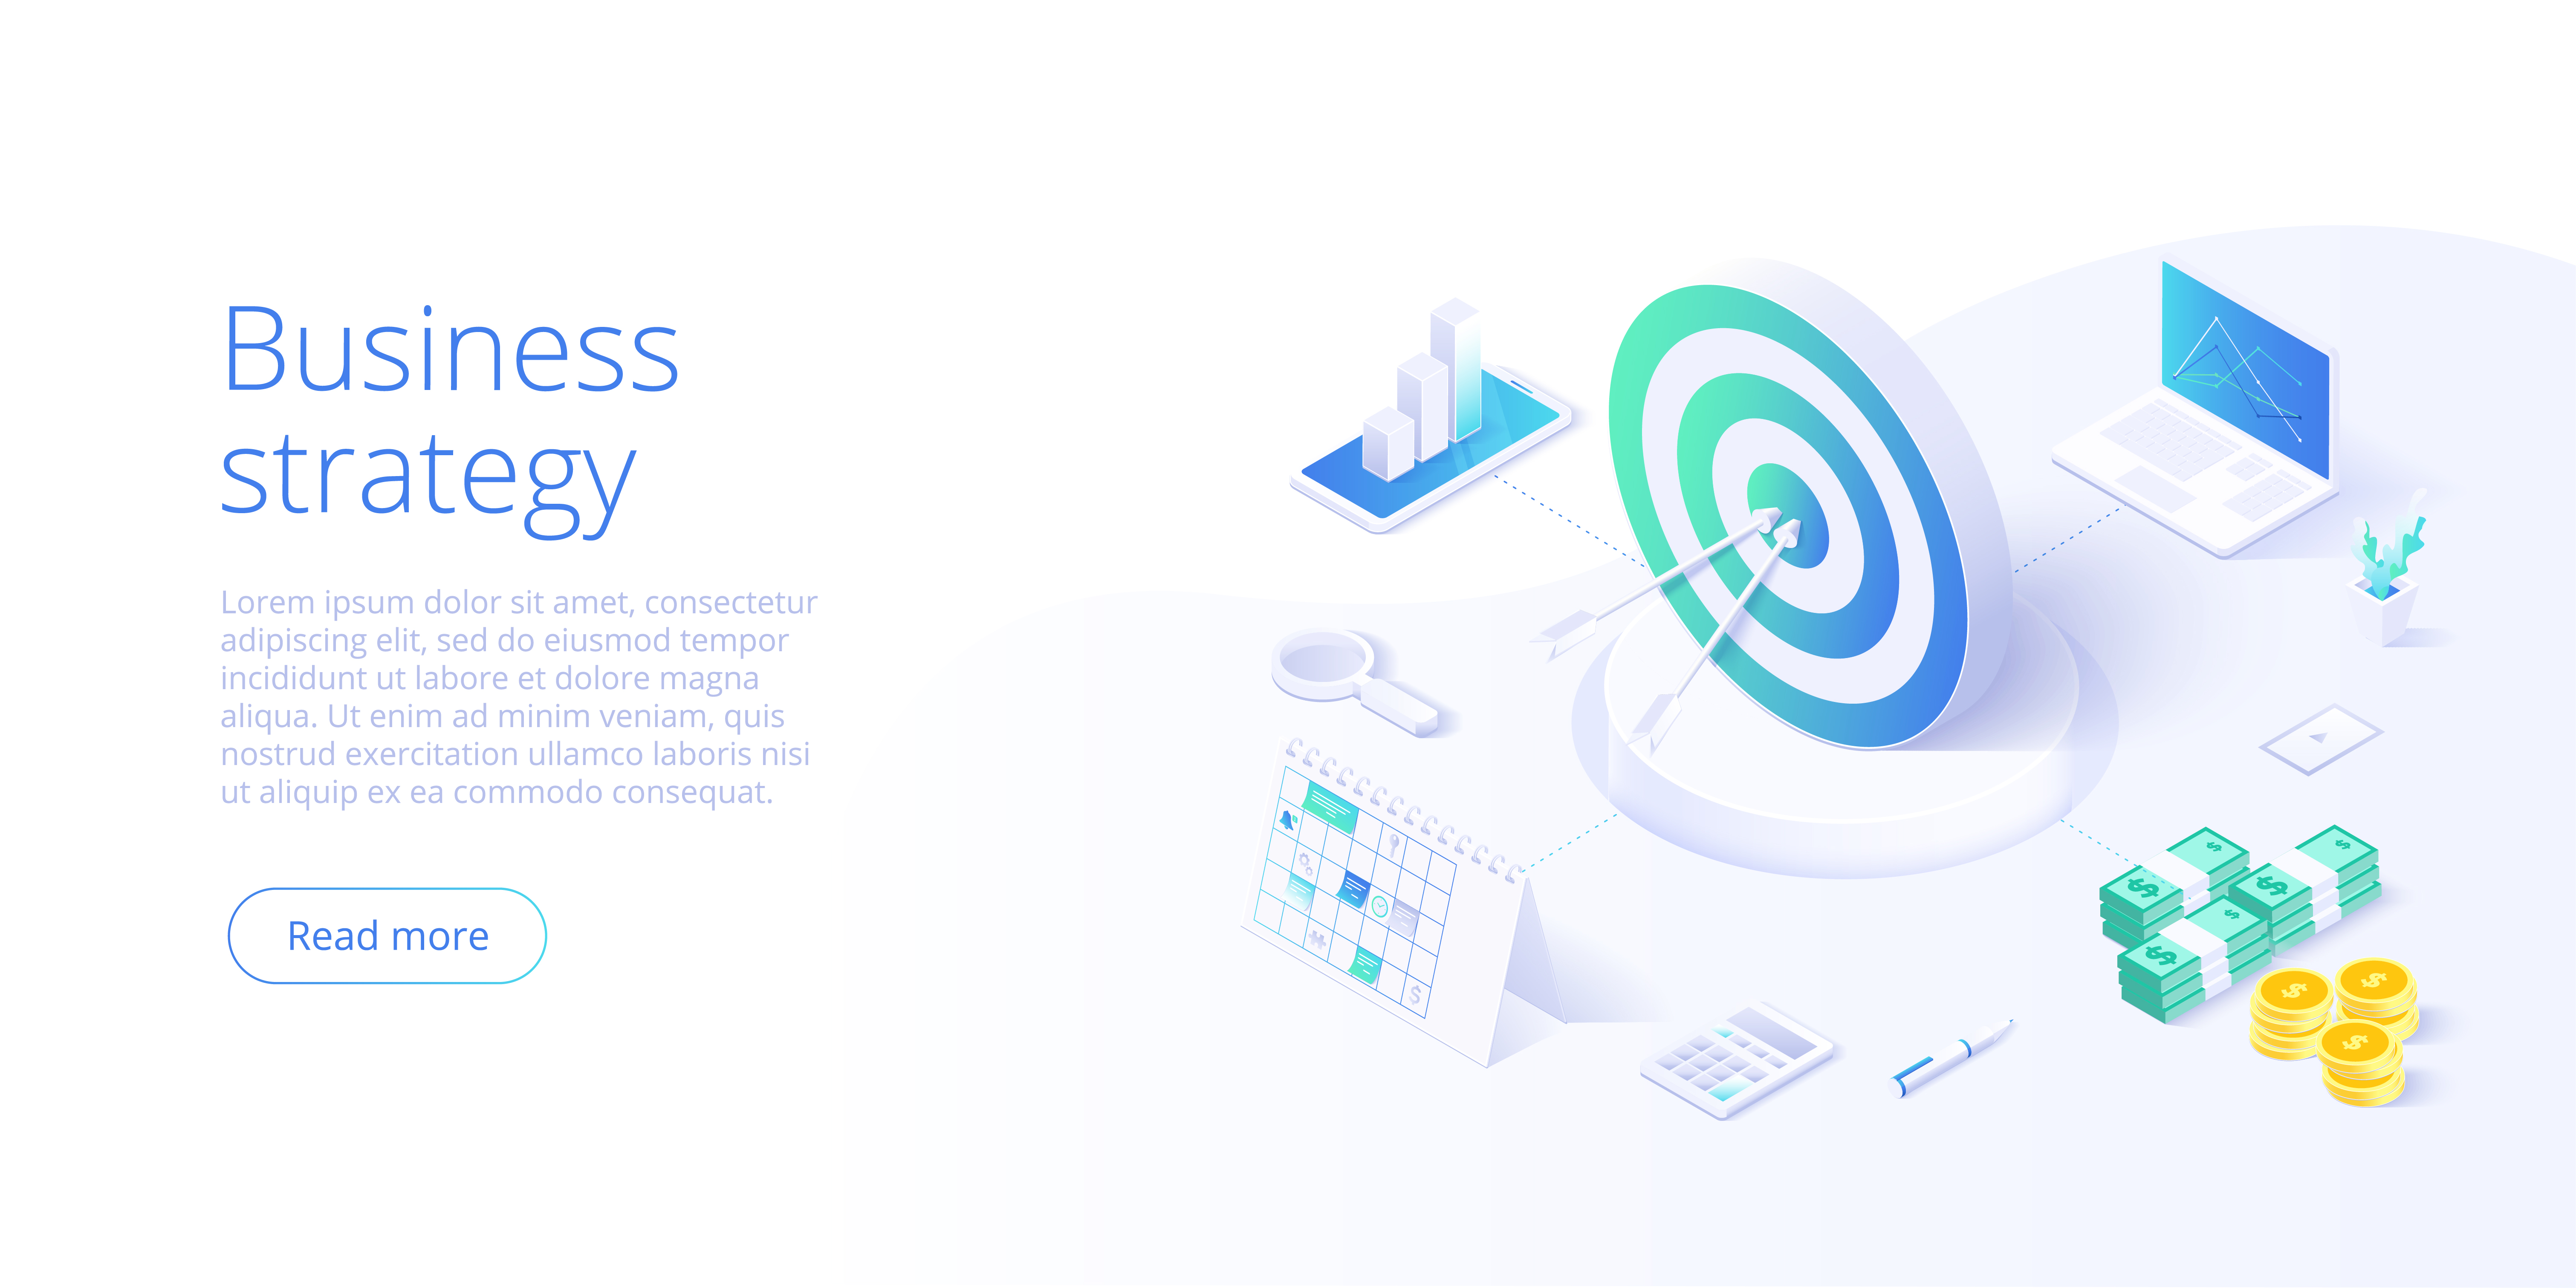 Business
strategy
Lorem ipsum dolor sit amet, consectetur
adipiscing elit, sed do eiusmod tempor
incididunt ut labore et dolore magna
aliqua. Ut enim ad minim veniam, quis
nostrud exercitation ullamco laboris nisi
ut aliquip ex ea commodo consequat.
Read more